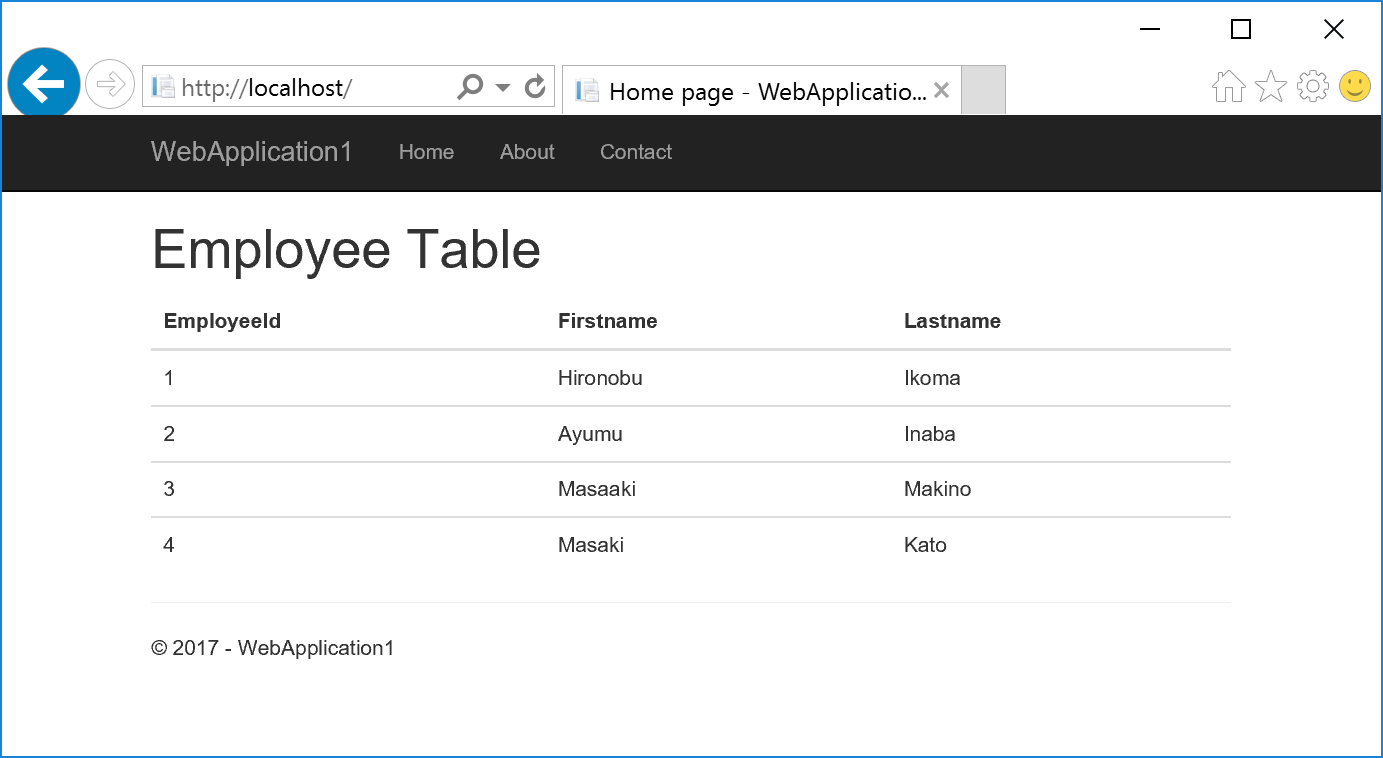 http://localhost/ Home page - WebApplicatio...
WebApplication1 Home About Contact
Employee Table
EmployeeId Firstname Lastname
1 Hironobu Ikoma
2 Ayumu Inaba
3 Masaaki Makino
4 Masaki Kato
© 2017 - WebApplication1